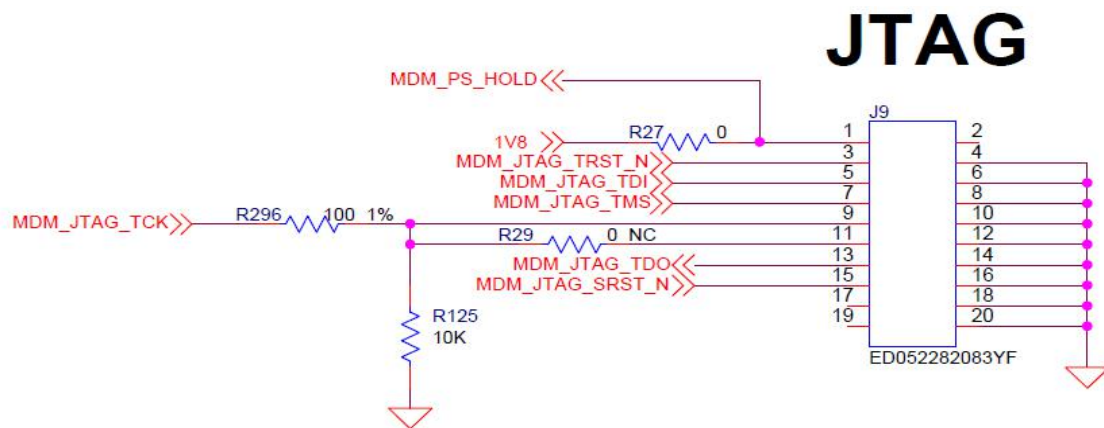 JTAG
MDM_PS_HOLD
J9
1V8 R27 0 1 2
MDM_JTAG_TRST_N 3 4
MDM_JTAG_TDI 5 6
MDM_JTAG_TMS 7 8
MDM_JTAG_TCK R296 100 1% 9 10
R29 0 NC 11 12
MDM_JTAG_TDO 13 14
MDM_JTAG_SRST_N 15 16
17 18
19 20
R125
10K
ED052282083YF